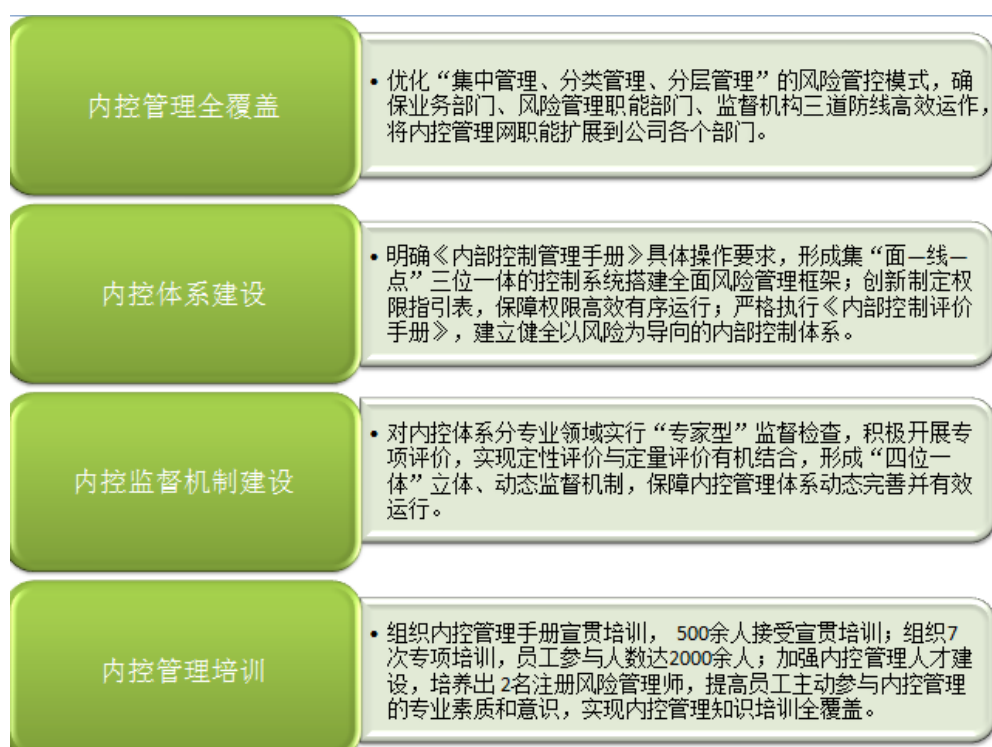 内控管理全覆盖
• 优化“集中管理、分类管理、分层管理”的风险管控模式，确
保业务部门、风险管理职能部门、监督机构三道防线高效运作，
将内控管理网职能扩展到公司各个部门。
内控体系建设
• 明确《内部控制管理手册》具体操作要求，形成集“面—线—
点”三位一体的控制系统搭建全面风险管理框架；创新制定权
限指引表，保障权限高效有序运行；严格执行《内部控制评价
手册》，建立健全以风险为导向的内部控制体系。
内控监督机制建设
• 对内控体系分专业领域实行“专家型”监督检查，积极开展专
项评价，实现定性评价与定量评价有机结合，形成“四位一
体”立体、动态监督机制，保障内控管理体系动态完善并有效
运行。
内控管理培训
• 组织内控管理手册宣贯培训， 500余人接受宣贯培训；组织7
次专项培训，员工参与人数达2000余人；加强内控管理人才建
设，培养出 2名注册风险管理师，提高员工主动参与内控管理
的专业素质和意识，实现内控管理知识培训全覆盖。